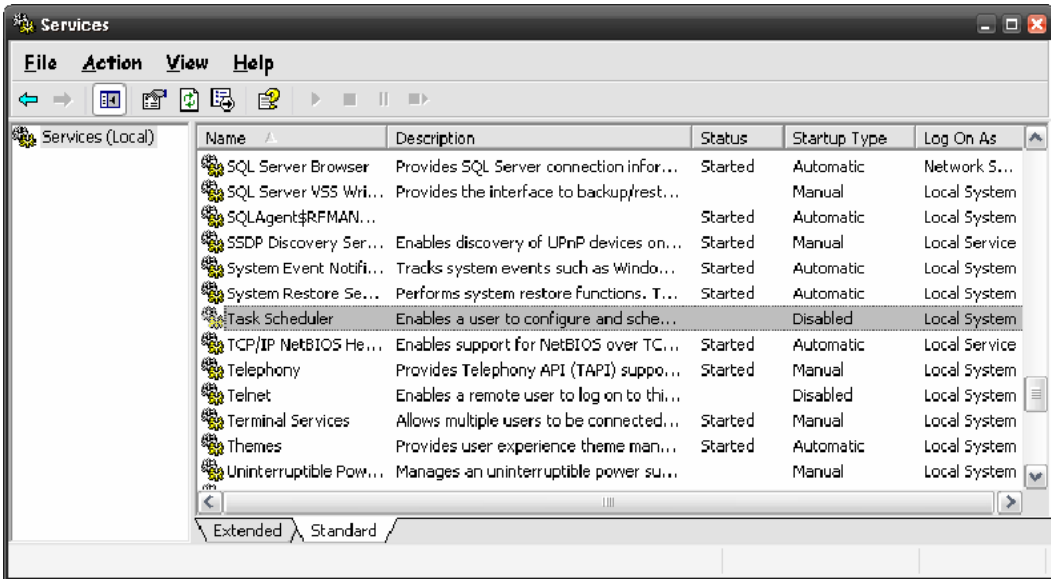 Services
File Action View Help
Services (Local)
Name Description Status Startup Type Log On As
SQL Server Browser Provides SQL Server connection infor... Started Automatic Network S...
SQL Server VSS Wri... Provides the interface to backup/rest... Manual Local System
SQLAgent$RFMAN... Started Automatic Local System
SSDP Discovery Ser... Enables discovery of UPnP devices on... Started Manual Local Service
System Event Notifi... Tracks system events such as Windo... Started Automatic Local System
System Restore Se... Performs system restore functions. T... Started Automatic Local System
Task Scheduler Enables a user to configure and sche... Disabled Local System
TCP/IP NetBIOS He... Enables support for NetBIOS over TC... Started Automatic Local Service
Telephony Provides Telephony API (TAPI) suppo... Started Manual Local System
Telnet Enables a remote user to log on to thi... Disabled Local System
Terminal Services Allows multiple users to be connected... Started Manual Local System
Themes Provides user experience theme man... Started Automatic Local System
Uninterruptible Pow... Manages an uninterruptible power su... Manual Local System
Extended Standard